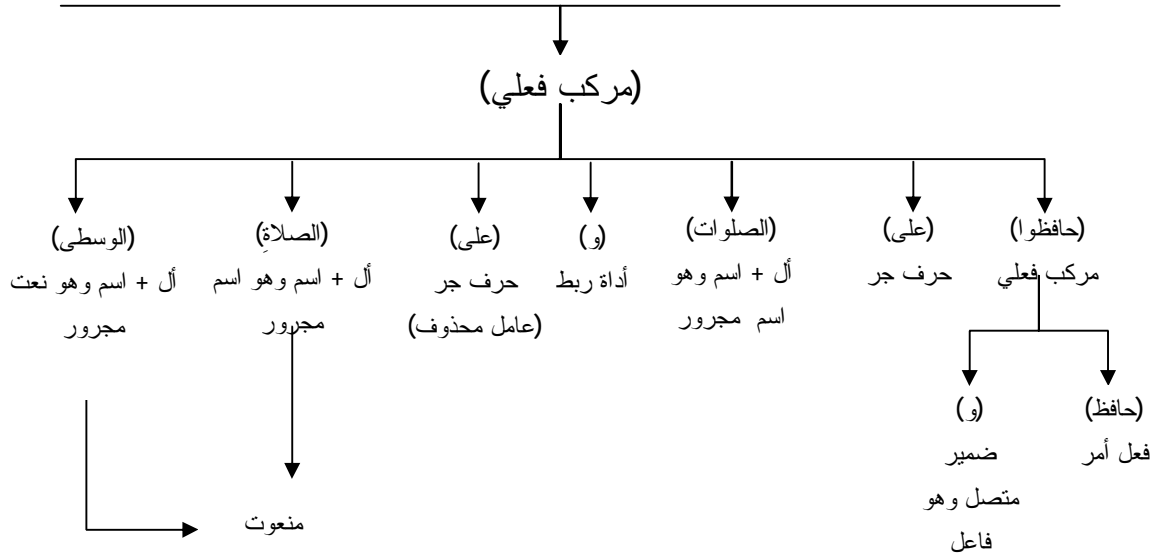 (مركب فعلي)
(حافظوا)
مركب فعلي
(على)
حرف جر
(الصلوات)
أل + اسم وهو
اسم مجرور
(و)
أداة ربط
(على)
حرف جر
(عامل محذوف)
(الصلاةِ)
أل + اسم وهو اسم
مجرور
(الوسطى)
أل + اسم وهو نعت
مجرور
(حافظ)
فعل أمر
(و)
ضمير
متصل وهو
فاعل
منعوت